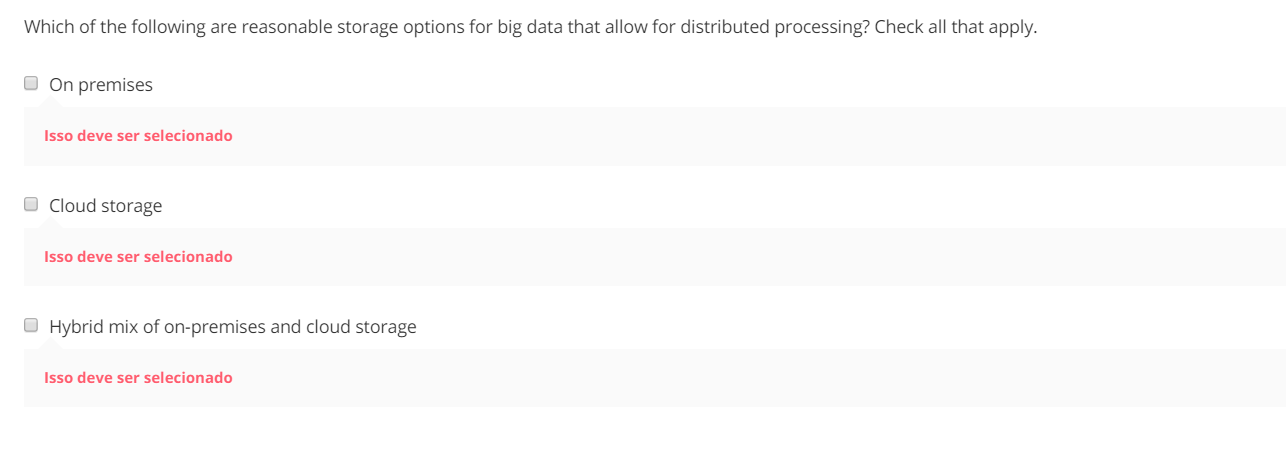 Which of the following are reasonable storage options for big data that allow for distributed processing? Check all that apply.
On premises
Isso deve ser selecionado
Cloud storage
Isso deve ser selecionado
Hybrid mix of on-premises and cloud storage
Isso deve ser selecionado